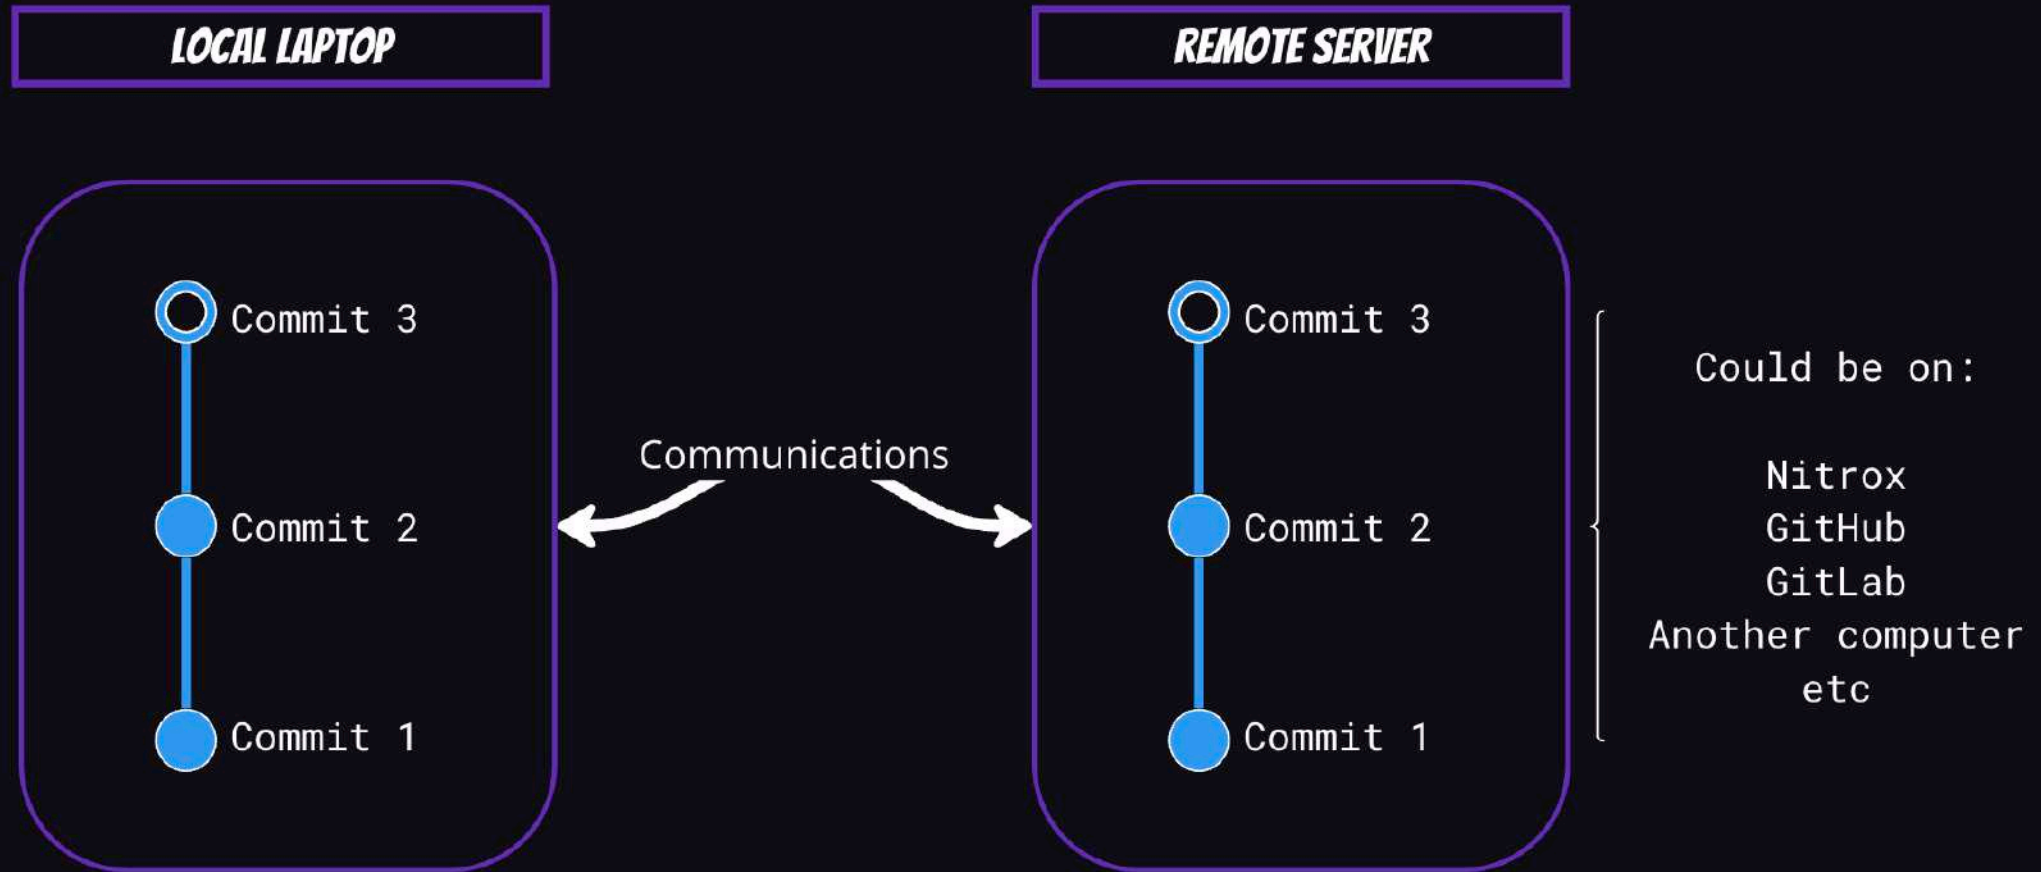 LOCAL LAPTOP
REMOTE SERVER
Commit 3
Commit 2
Commit 1
Communications
Commit 3
Commit 2
Commit 1
Could be on:
Nitrox
GitHub
GitLab
Another computer
etc